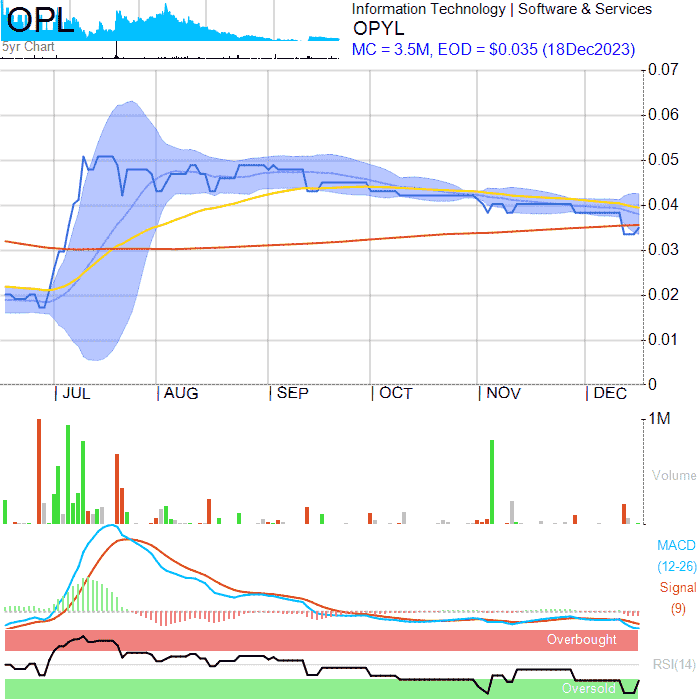 OPL
5yr Chart
Information Technology | Software & Services
OPYL
MC = 3.5M, EOD = $0.035 (18Dec2023)
0.07
0.06
0.05
0.04
0.03
0.02
0.01
0
JUL AUG SEP OCT NOV DEC
1M
Volume
MACD
(12-26)
Signal
(9)
Overbought
RSI(14)
Oversold